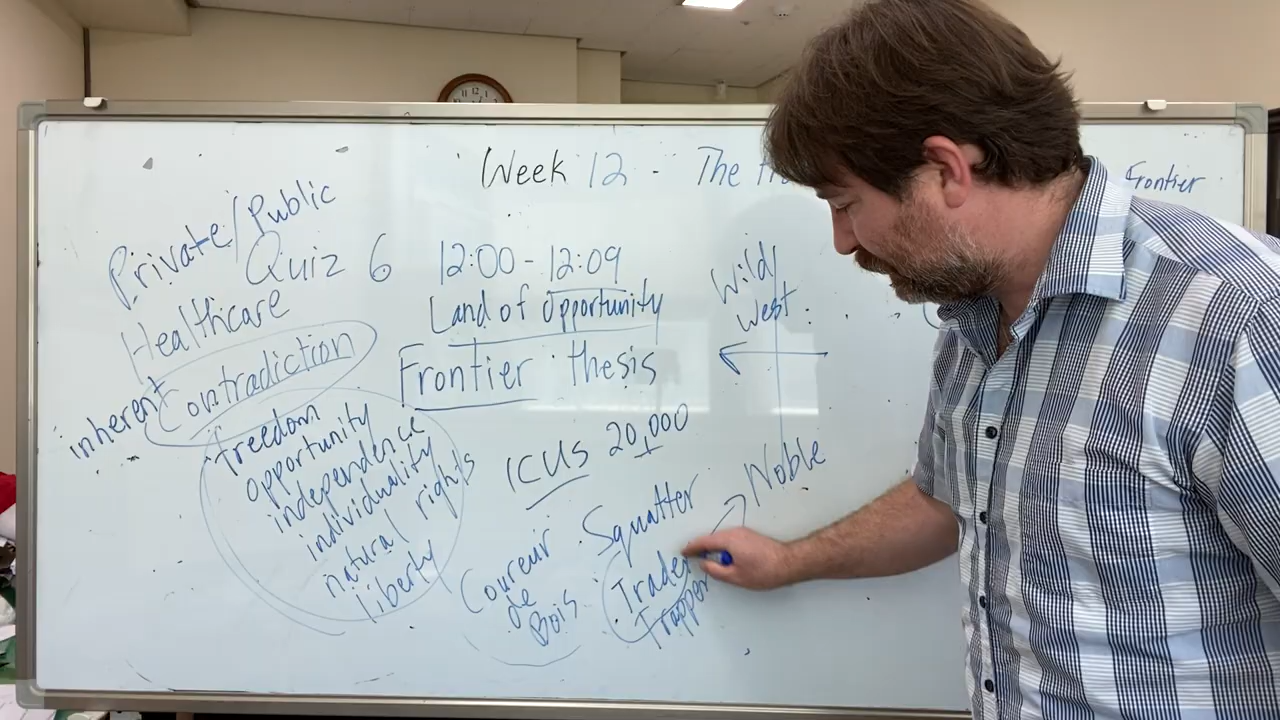 Week 12 - The
Frontier
Private/Public
Quiz 6
12:00 - 12:09
Healthcare
Land of opportunity
Wild
West
inherent
Contradiction
Frontier thesis
freedom
opportunity
independence
individuality
natural rights
liberty
ICUs 20,000
Squatter
Noble
Coureur
de
Bois
Trader
Trapper